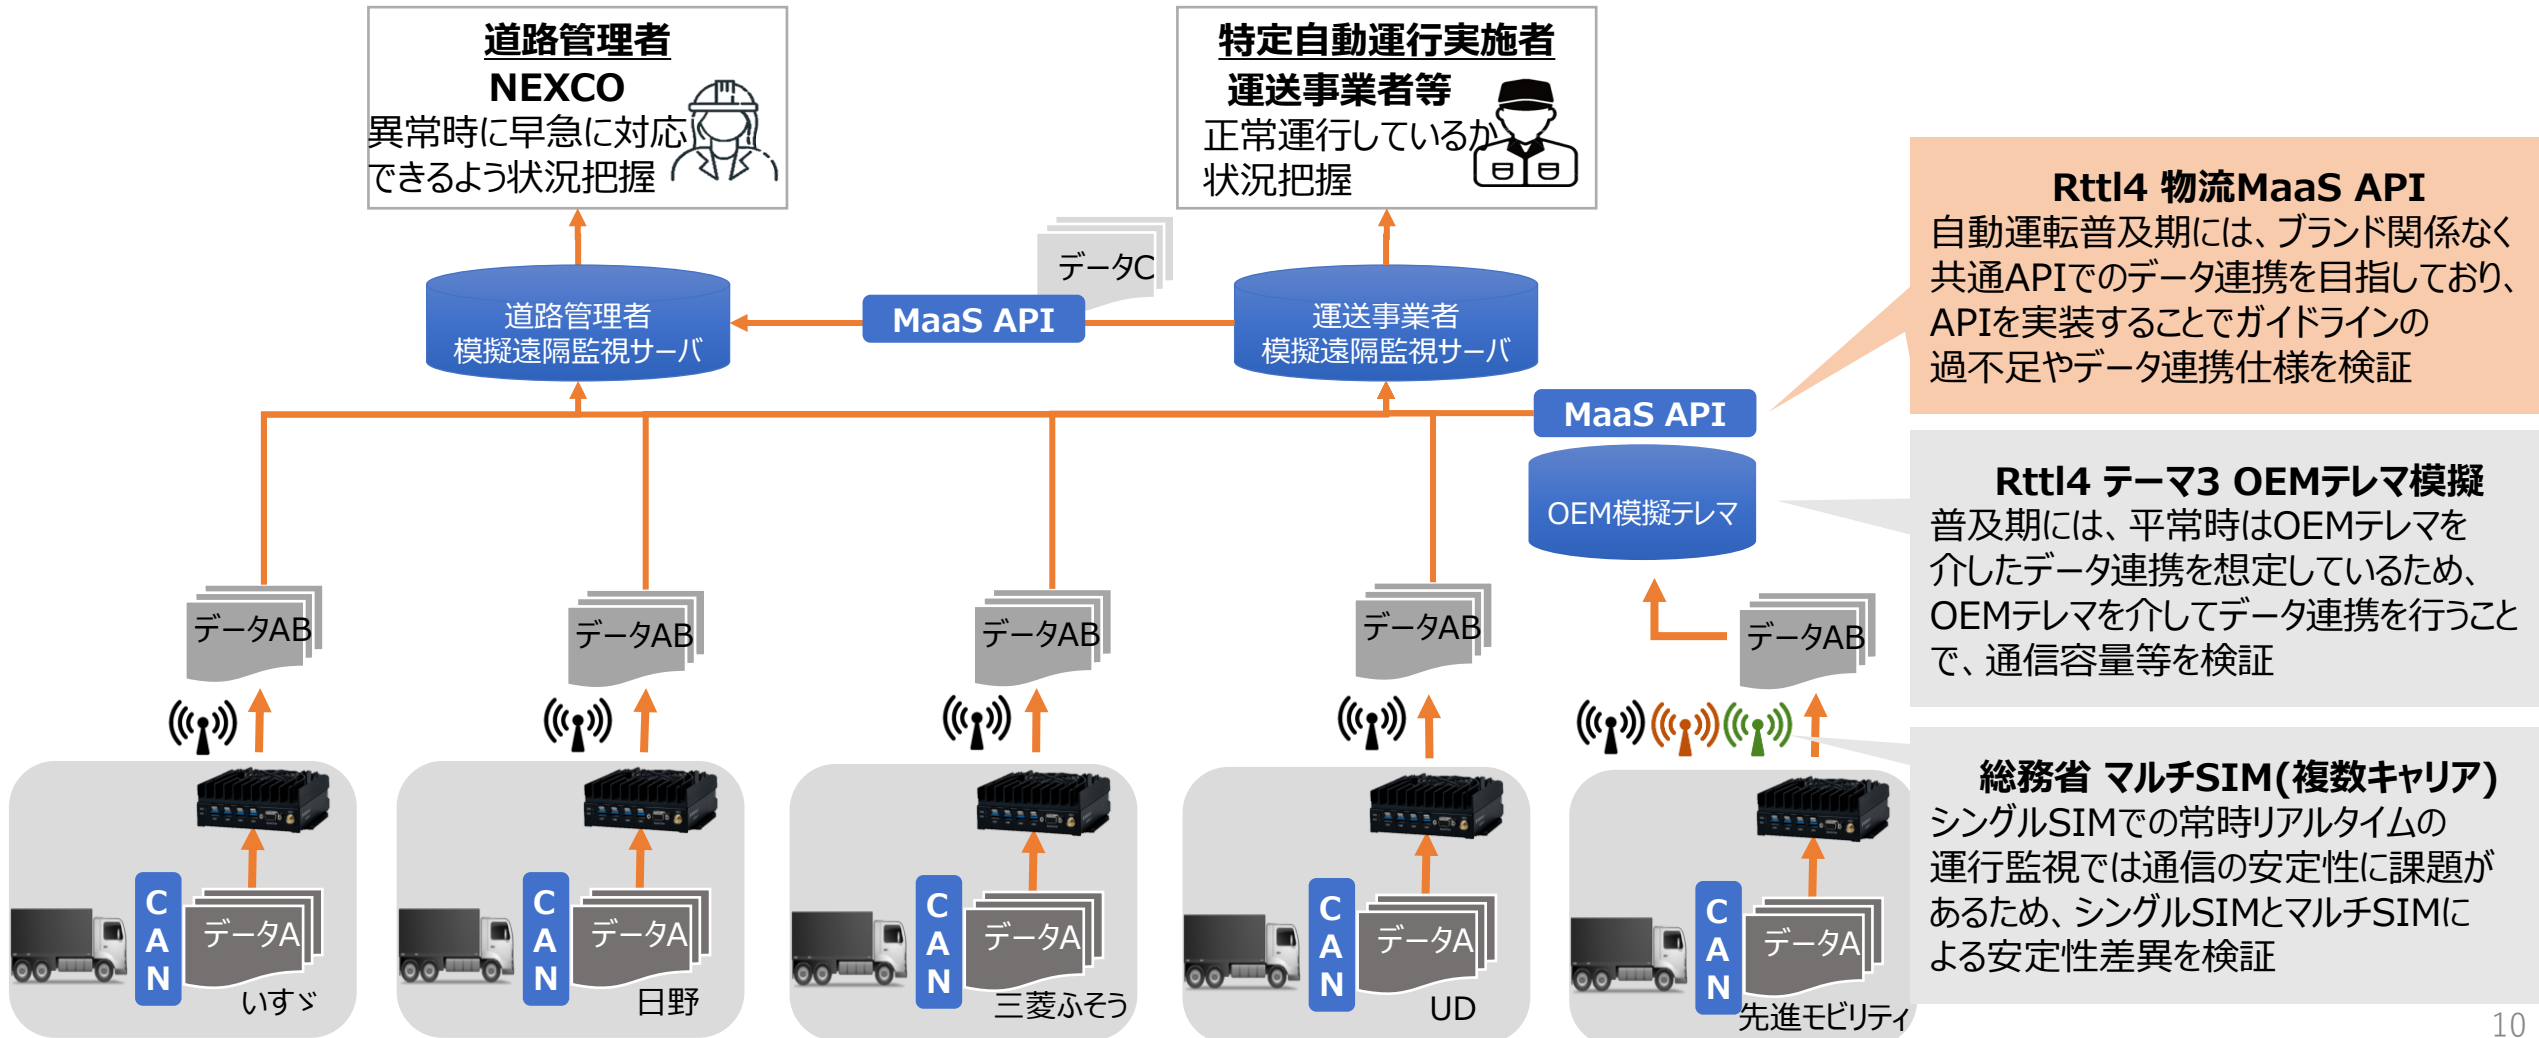 道路管理者
NEXCO
異常時に早急に対応
できるよう状況把握
特定自動運行実施者
運送事業者等
正常運行しているか
状況把握
データC
道路管理者
模擬遠隔監視サーバ
MaaS API
運送事業者
模擬遠隔監視サーバ
MaaS API
OEM模擬テレマ
Rttl4 物流MaaS API
自動運転普及期には、ブランド関係なく
共通APIでのデータ連携を目指しており、
APIを実装することでガイドラインの
過不足やデータ連携仕様を検証
Rttl4 テーマ3 OEMテレマ模擬
普及期には、平常時はOEMテレマを
介したデータ連携を想定しているため、
OEMテレマを介してデータ連携を行うこと
で、通信容量等を検証
総務省 マルチSIM(複数キャリア)
シングルSIMでの常時リアルタイムの
運行監視では通信の安定性に課題が
あるため、シングルSIMとマルチSIMに
よる安定性差異を検証
データAB
データAB
データAB
データAB
データAB
CAN
データA
いすゞ
CAN
データA
日野
CAN
データA
三菱ふそう
CAN
データA
UD
CAN
データA
先進モビリティ
10